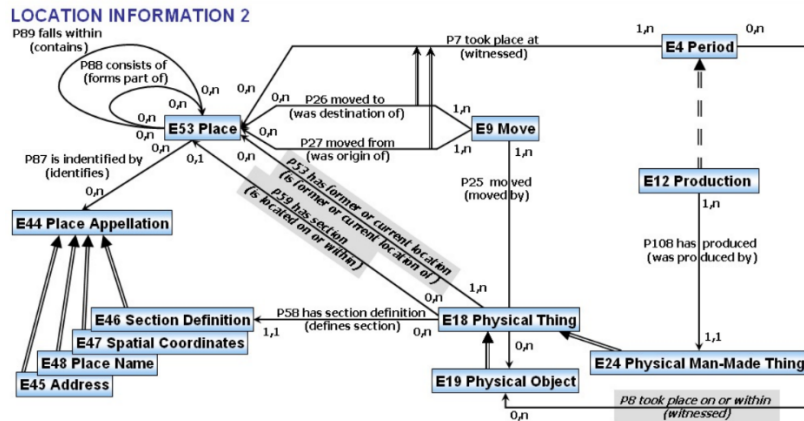 LOCATION INFORMATION 2
P89 falls within
(contains)
P88 consists of
(forms part of)
0,n
0,n
0,n
0,n
0,n
0,n
P7 took place at
(witnessed)
1,n
E4 Period
0,n
P26 moved to
(was destination of)
0,n
1,n
E53 Place
E9 Move
P27 moved from
(was origin of)
0,n
1,n
1,n
P87 is indentified by
(identifies)
0,n
0,n
0,1
0,n
P25 moved
(moved by)
E12 Production
1,n
P53 has former or current location
(is former or current location of)
P59 has section
(is located on or within)
E44 Place Appellation
P108 has produced
(was produced by)
0,n
1,n
P58 has section definition
(defines section)
E46 Section Definition
1,1
0,n
E18 Physical Thing
E47 Spatial Coordinates
E48 Place Name
E45 Address
0,n
1,1
E24 Physical Man-Made Thing
E19 Physical Object
P8 took place on or within
(witnessed)
0,n